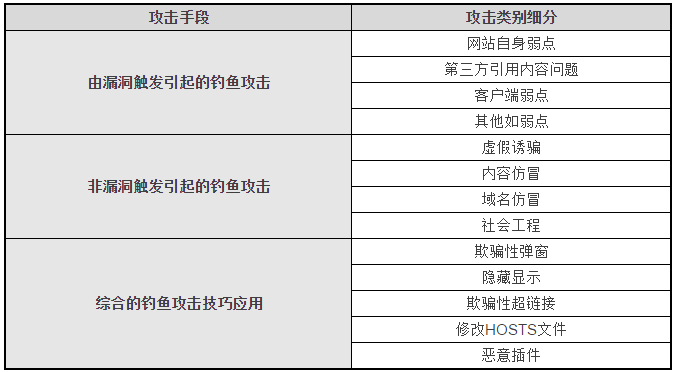 攻击手段 攻击类别细分
由漏洞触发引起的钓鱼攻击
网站自身弱点
第三方引用内容问题
客户端弱点
其他如弱点
非漏洞触发引起的钓鱼攻击
虚假诱骗
内容仿冒
域名仿冒
社会工程
综合的钓鱼攻击技巧应用
欺骗性弹窗
隐藏显示
欺骗性超链接
修改HOSTS文件
恶意插件